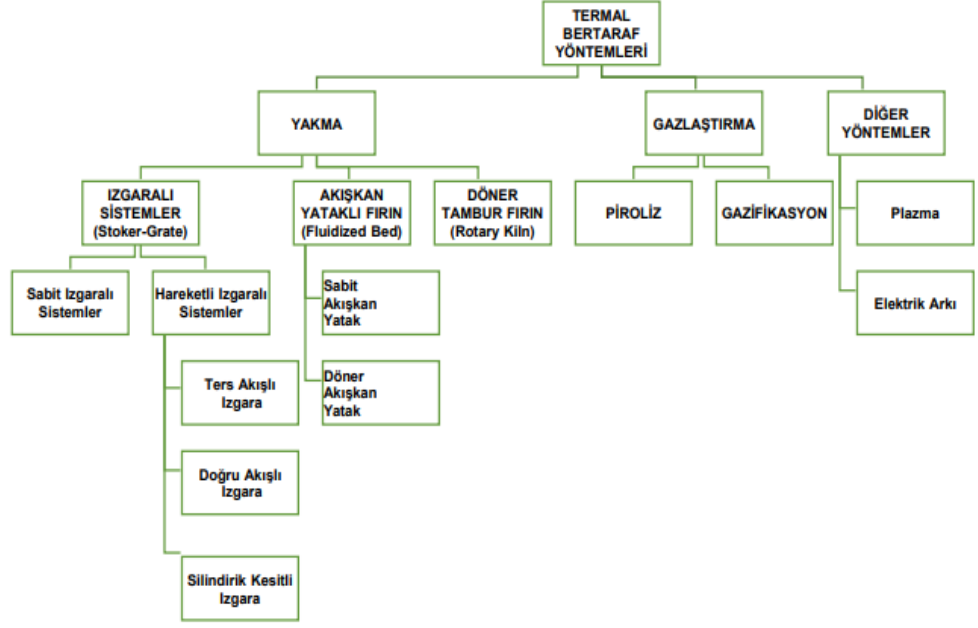 TERMAL
BERTARAF
YÖNTEMLERİ
YAKMA
GAZLAŞTIRMA
DİĞER
YÖNTEMLER
IZGARALI
SİSTEMLER
(Stoker-Grate)
AKIŞKAN
YATAKLI FIRIN
(Fluidized Bed)
DÖNER
TAMBUR FIRIN
(Rotary Kiln)
PİROLİZ
GAZİFİKASYON
Plazma
Sabit Izgaralı
Sistemler
Hareketli Izgaralı
Sistemler
Sabit
Akışkan
Yatak
Elektrik Arkı
Ters Akışlı
Izgara
Döner
Akışkan
Yatak
Doğru Akışlı
Izgara
Silindirik Kesitli
Izgara